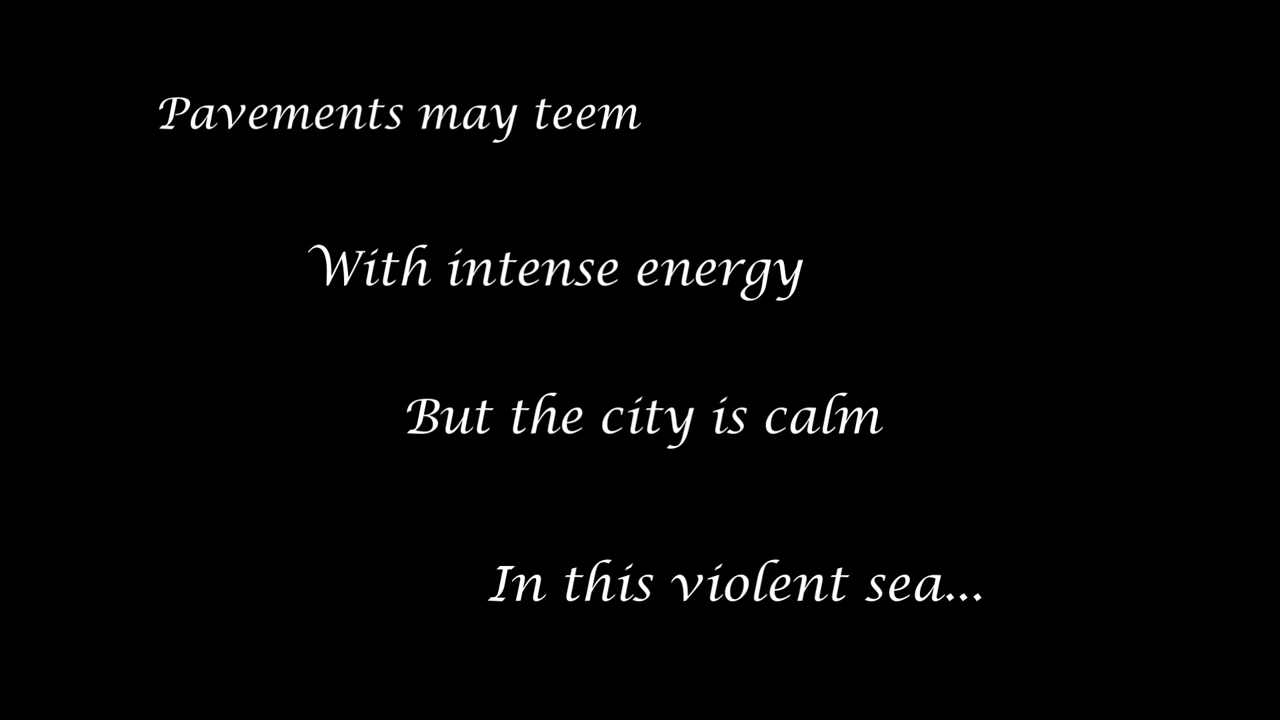 Pavements may teem
With intense energy
But the city is calm
In this violent sea...